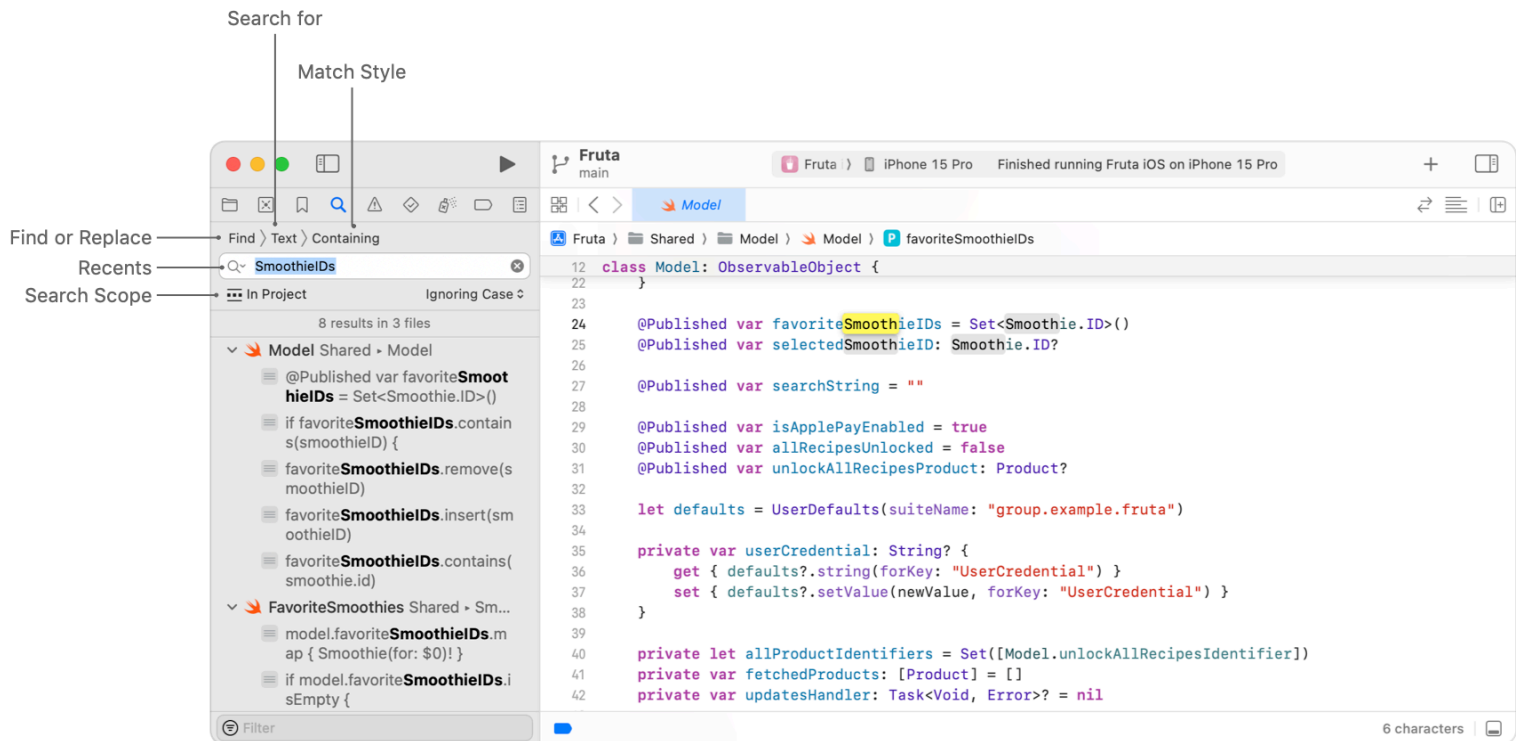 Search for
Match Style
Find or Replace
Recents
Search Scope
Fruta
main
Fruta iPhone 15 Pro Finished running Fruta iOS on iPhone 15 Pro
Model
Find Text Containing
SmoothieIDs
In Project Ignoring Case
8 results in 3 files
Model Shared ▸ Model
@Published var favoriteSmoot
hieIDs = Set<Smoothie.ID>()
if favoriteSmoothieIDs.contain
s(smoothieID) {
favoriteSmoothieIDs.remove(s
moothieID)
favoriteSmoothieIDs.insert(sm
oothieID)
favoriteSmoothieIDs.contains(
smoothie.id)
FavoriteSmoothies Shared ▸ Sm...
model.favoriteSmoothieIDs.m
ap { Smoothie(for: $0)! }
if model.favoriteSmoothieIDs.i
sEmpty {
Filter
Fruta Shared Model Model P favoriteSmoothieIDs
12 class Model: ObservableObject {
22 }
23
24 @Published var favoriteSmoothieIDs = Set<Smoothie.ID>()
25 @Published var selectedSmoothieID: Smoothie.ID?
26
27 @Published var searchString = ""
28
29 @Published var isApplePayEnabled = true
30 @Published var allRecipesUnlocked = false
31 @Published var unlockAllRecipesProduct: Product?
32
33 let defaults = UserDefaults(suiteName: "group.example.fruta")
34
35 private var userCredential: String? {
36 get { defaults?.string(forKey: "UserCredential") }
37 set { defaults?.setValue(newValue, forKey: "UserCredential") }
38 }
39
40 private let allProductIdentifiers = Set([Model.unlockAllRecipesIdentifier])
41 private var fetchedProducts: [Product] = []
42 private var updatesHandler: Task<Void, Error>? = nil
6 characters